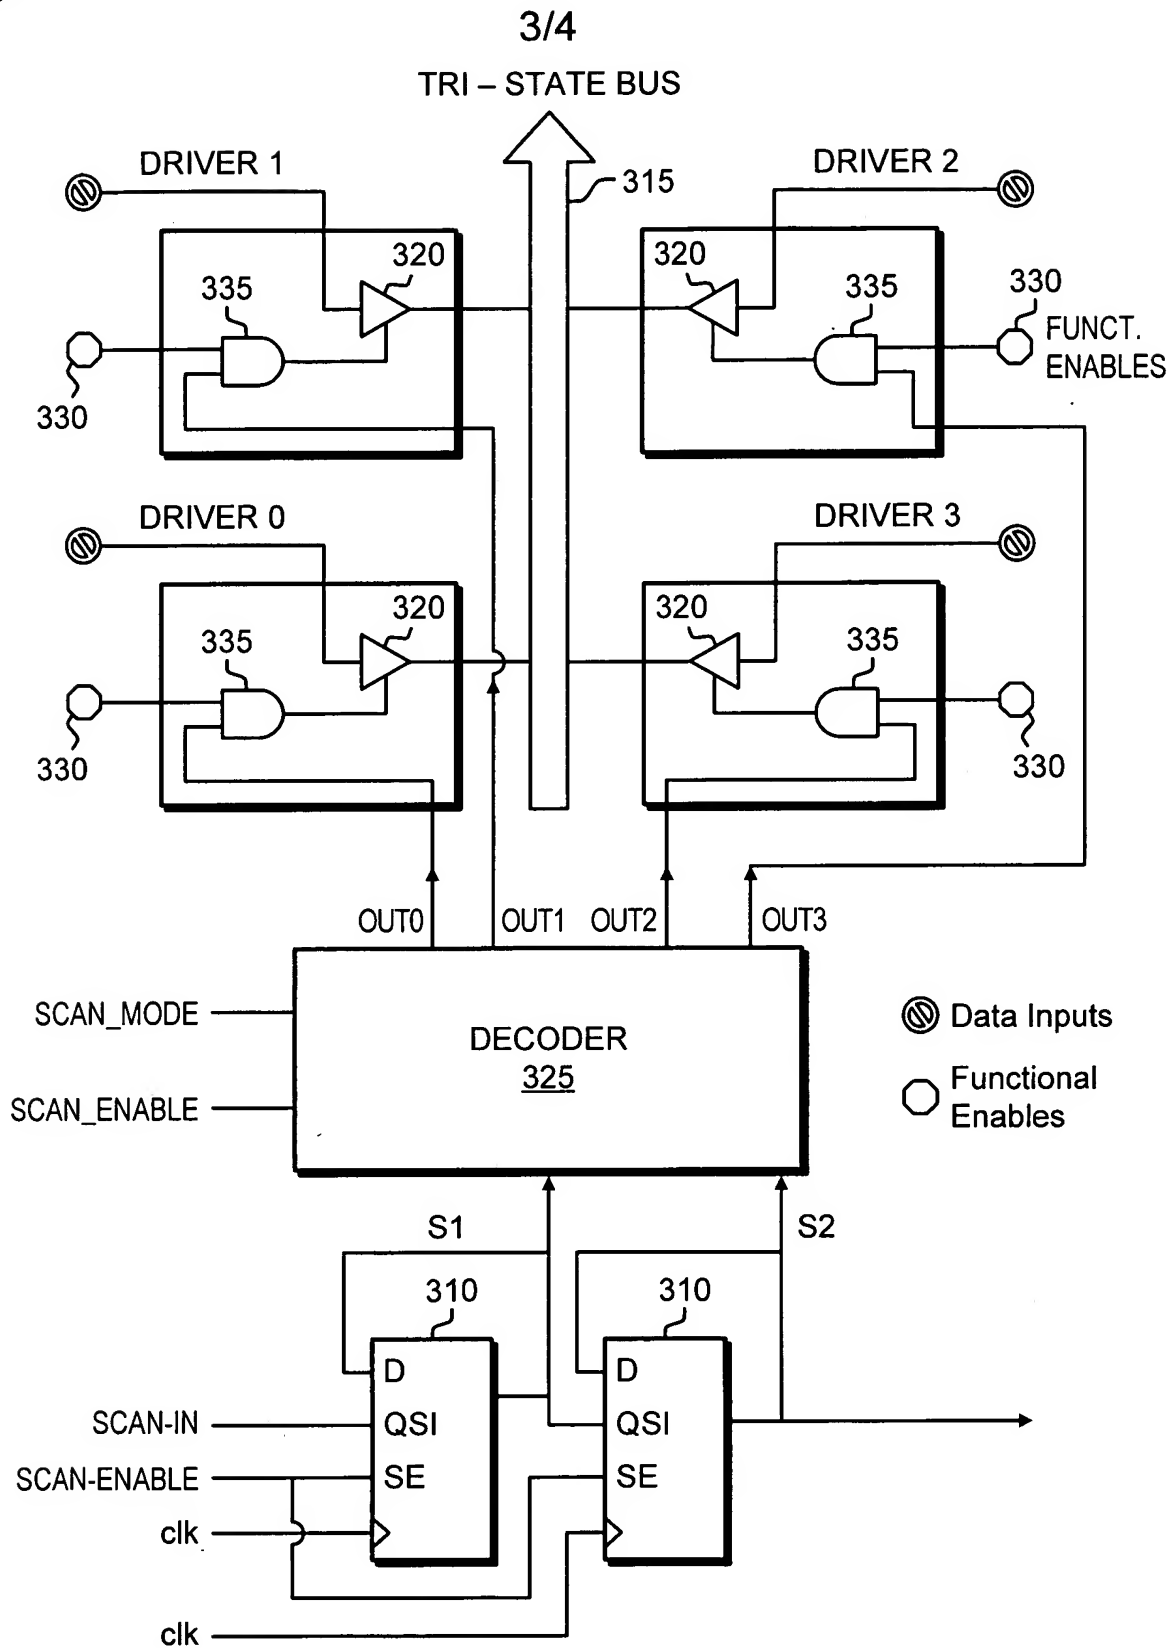 3/4
TRI – STATE BUS
DRIVER 1
DRIVER 2
315
320
320
335
335
330
FUNCT.
ENABLES
330
DRIVER 0
DRIVER 3
320
320
335
335
330
330
OUT0
OUT1
OUT2
OUT3
SCAN_MODE
DECODER
325
SCAN_ENABLE
Data Inputs
Functional
Enables
S1
S2
310
310
D
D
SCAN-IN
QSI
QSI
SCAN-ENABLE
SE
SE
clk
clk